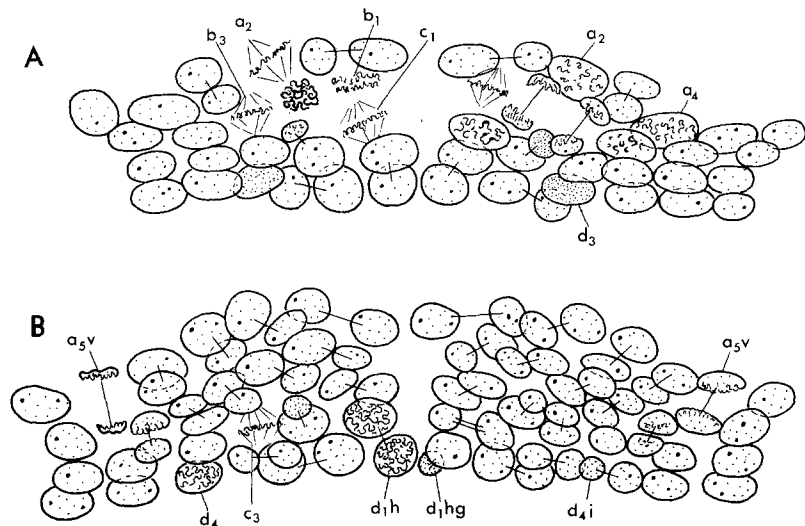 A
b₃
a₂
b₁
c₁
a₂
a₄
d₃
B
a₅v
a₅v
d₄
c₃
d₁h
d₁hg
d₄i